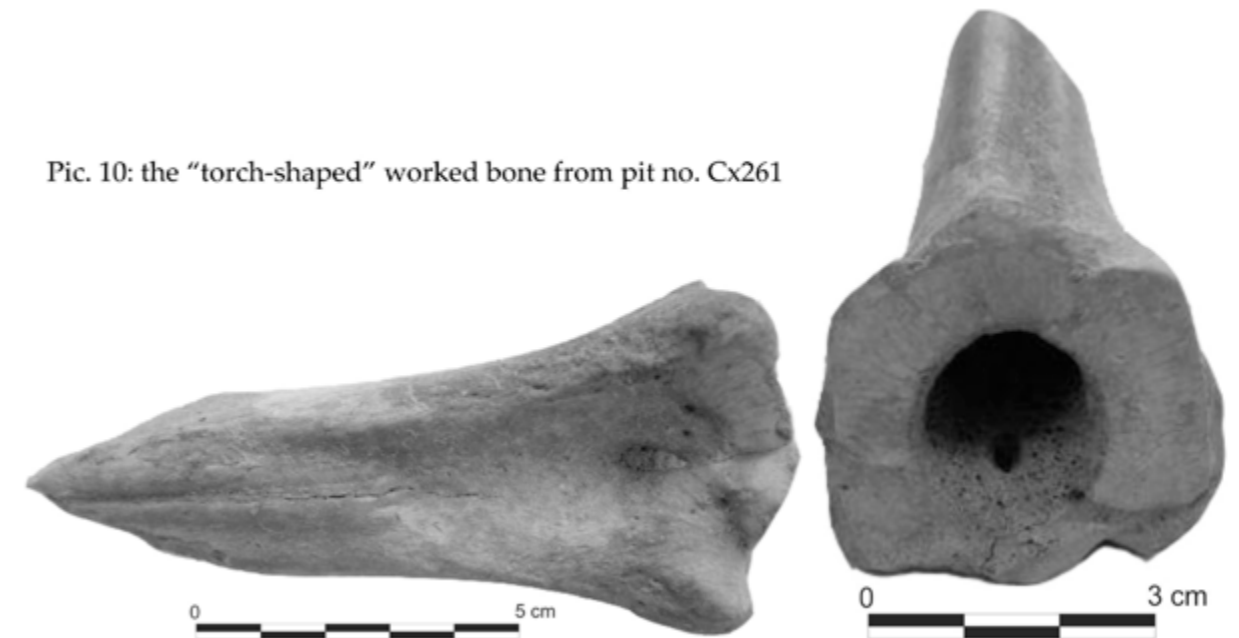 Pic. 10: the “torch-shaped” worked bone from pit no. Cx261
0 5 cm
0 3 cm